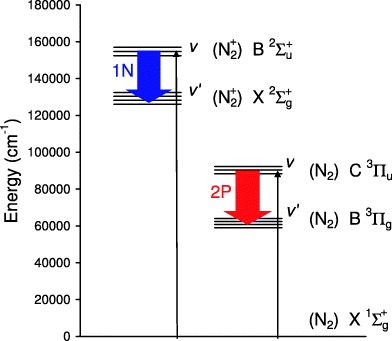 Energy (cm⁻¹)
180000
160000
140000
120000
100000
80000
60000
40000
20000
0
1N
v (N₂⁺) B ²Σᵤ⁺
v' (N₂⁺) X ²Σg⁺
2P
v (N₂) C ³Πᵤ
v' (N₂) B ³Πg
(N₂) X ¹Σg⁺